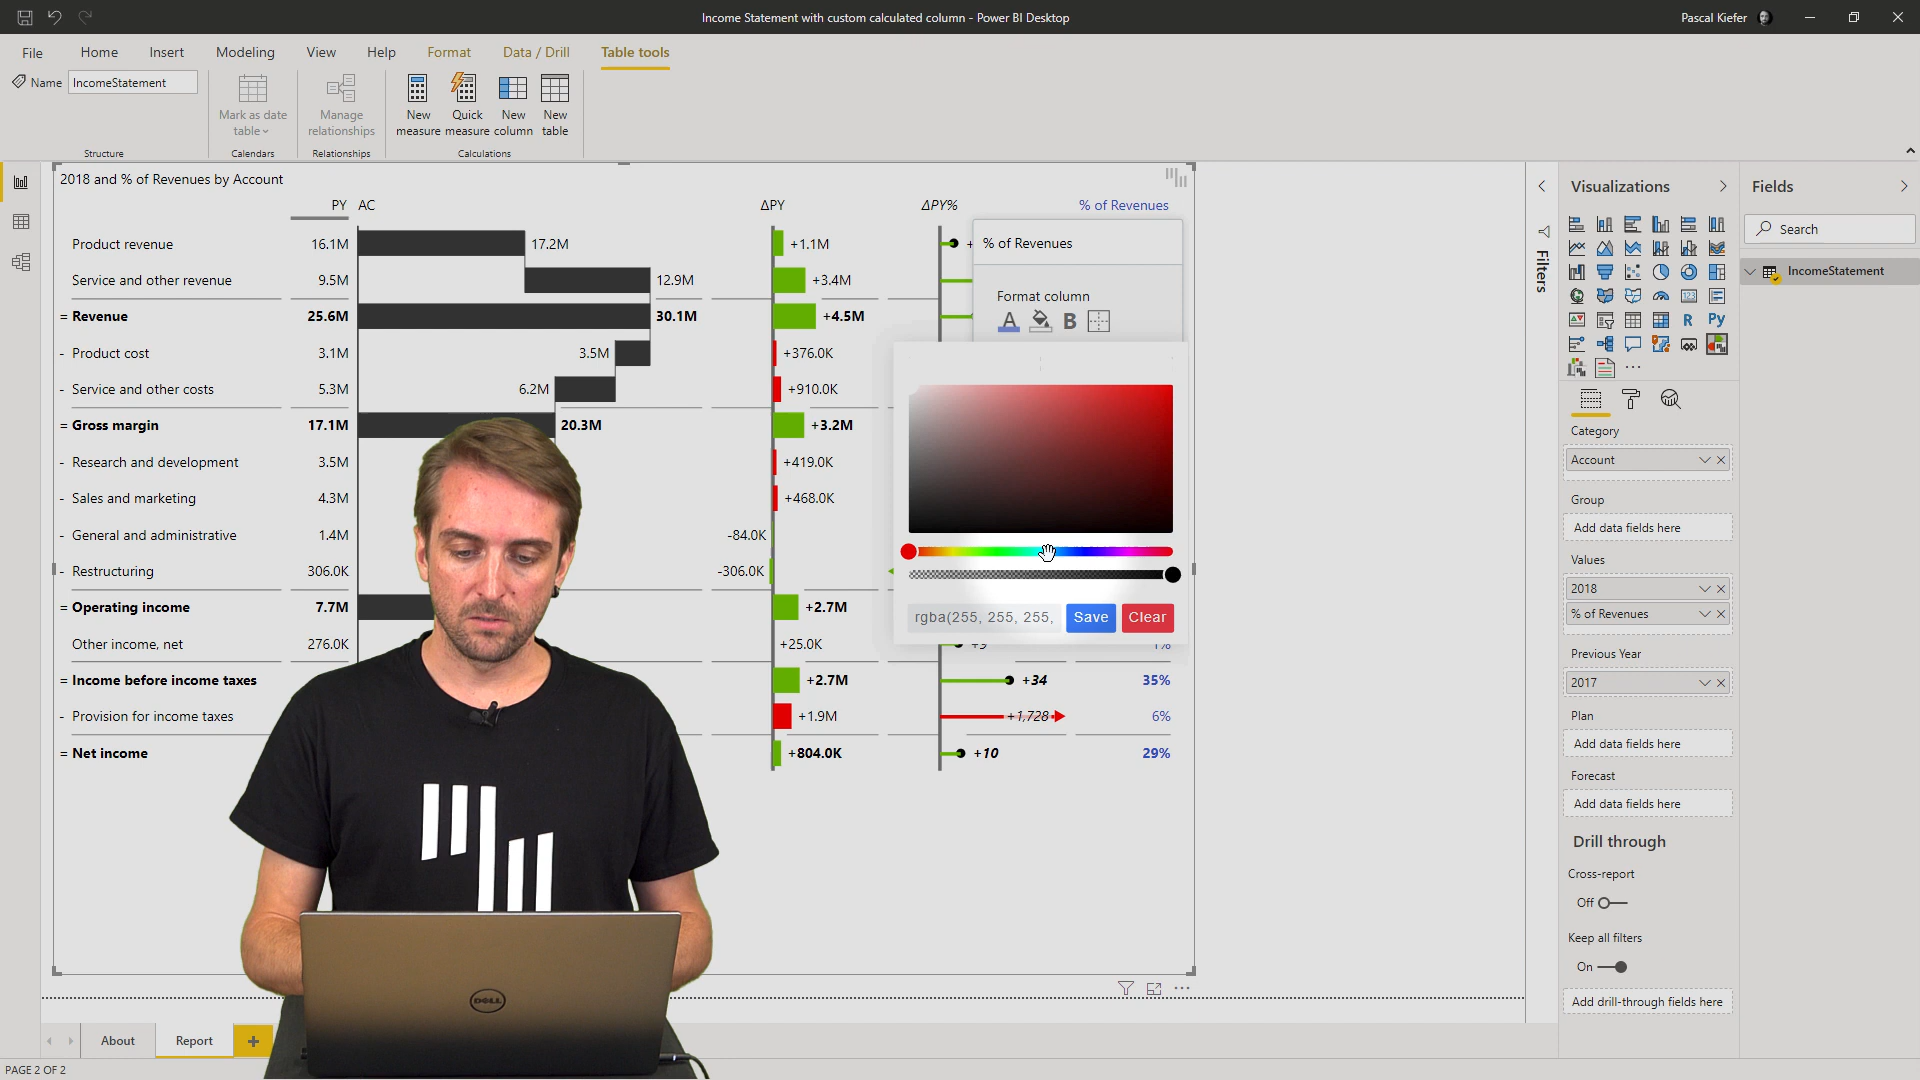 Income Statement with custom calculated column - Power BI Desktop
Pascal Kiefer
File Home Insert Modeling View Help Format Data / Drill Table tools
Name IncomeStatement
Mark as date table
Manage relationships
New measure
Quick measure
New column
New table
Structure Calendars Relationships Calculations
2018 and % of Revenues by Account
PY AC ΔPY ΔPY% % of Revenues
Product revenue 16.1M 17.2M +1.1M +
Service and other revenue 9.5M 12.9M +3.4M
= Revenue 25.6M 30.1M +4.5M
- Product cost 3.1M 3.5M +376.0K
- Service and other costs 5.3M 6.2M +910.0K
= Gross margin 17.1M 20.3M +3.2M
- Research and development 3.5M +419.0K
- Sales and marketing 4.3M +468.0K
- General and administrative 1.4M -84.0K
- Restructuring 306.0K -306.0K
= Operating income 7.7M +2.7M
Other income, net 276.0K +25.0K +9 1%
= Income before income taxes +2.7M +34 35%
- Provision for income taxes +1.9M +1,728 6%
= Net income +804.0K +10 29%
% of Revenues
Format column
A B
rgba(255, 255, 255, Save Clear
DELL
Filters
Visualizations
R Py
Category
Account
Group
Add data fields here
Values
2018
% of Revenues
Previous Year
2017
Plan
Add data fields here
Forecast
Add data fields here
Drill through
Cross-report
Off
Keep all filters
On
Add drill-through fields here
Fields
Search
IncomeStatement
About Report +
PAGE 2 OF 2